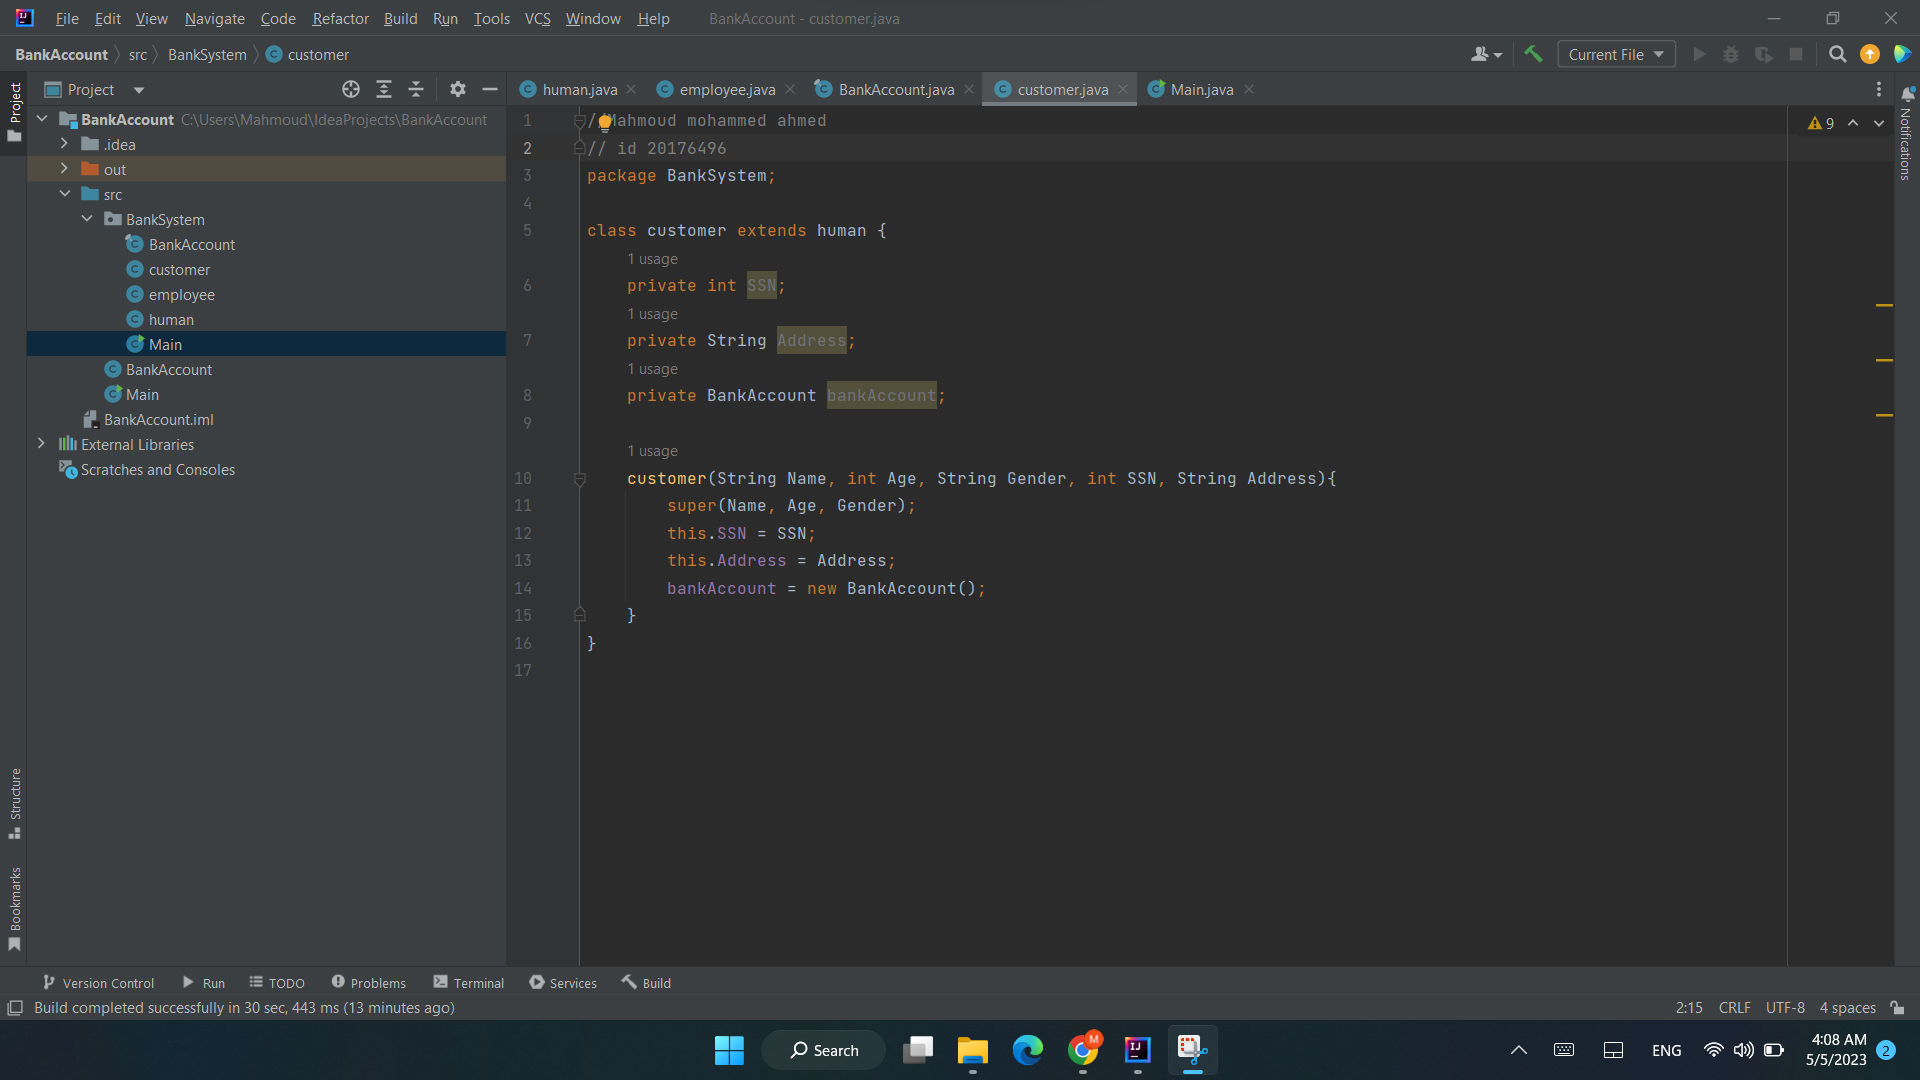 File Edit View Navigate Code Refactor Build Run Tools VCS Window Help BankAccount - customer.java
BankAccount src BankSystem customer
Current File
Project
Project
human.java employee.java BankAccount.java customer.java Main.java
Notifications
BankAccount C:\Users\Mahmoud\IdeaProjects\BankAccount
.idea
out
src
BankSystem
BankAccount
customer
employee
human
Main
BankAccount
Main
BankAccount.iml
External Libraries
Scratches and Consoles
9
1 //Mahmoud mohammed ahmed
2 // id 20176496
3 package BankSystem;
4
5 class customer extends human {
1 usage
6 private int SSN;
1 usage
7 private String Address;
1 usage
8 private BankAccount bankAccount;
9
1 usage
10 customer(String Name, int Age, String Gender, int SSN, String Address){
11 super(Name, Age, Gender);
12 this.SSN = SSN;
13 this.Address = Address;
14 bankAccount = new BankAccount();
15 }
16 }
17
Structure
Bookmarks
Version Control Run TODO Problems Terminal Services Build
Build completed successfully in 30 sec, 443 ms (13 minutes ago)
2:15 CRLF UTF-8 4 spaces
Search
M
IJ
ENG
4:08 AM
5/5/2023
2